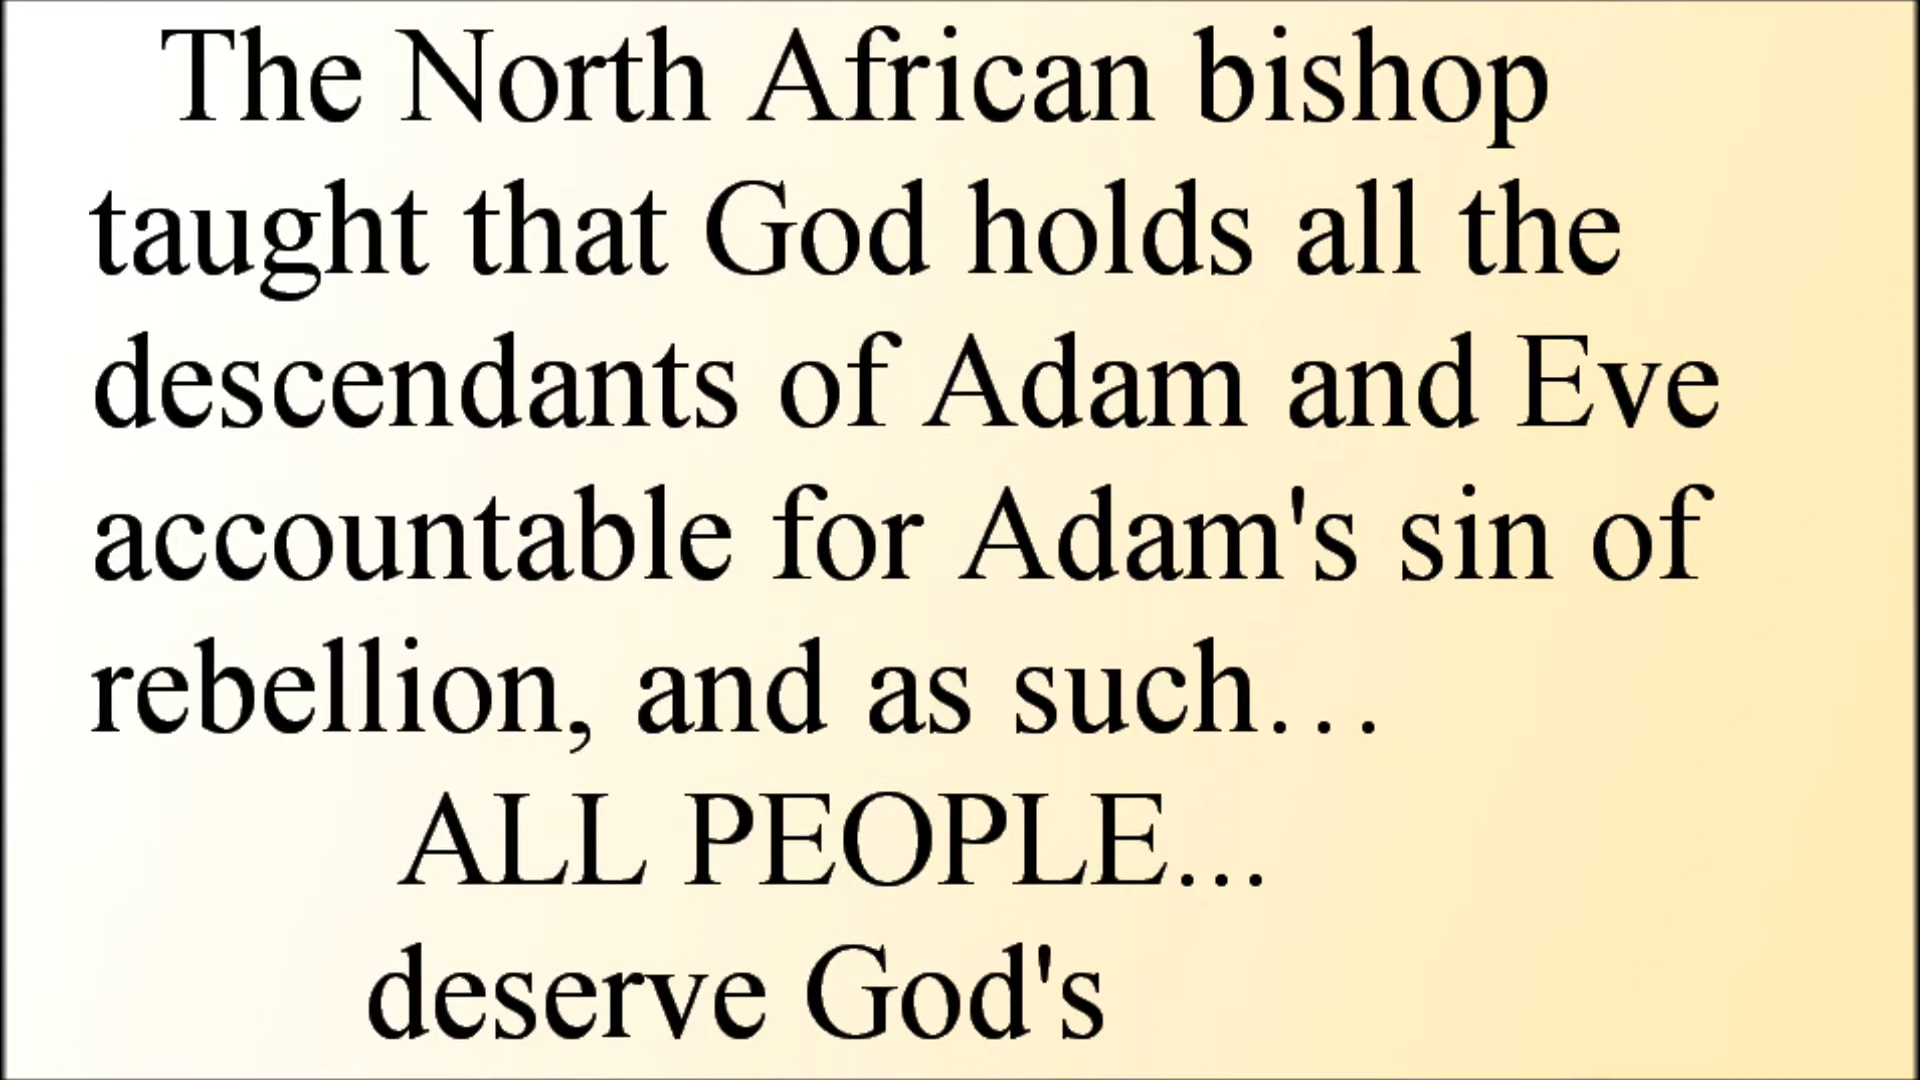 The North African bishop
taught that God holds all the
descendants of Adam and Eve
accountable for Adam's sin of
rebellion, and as such…
ALL PEOPLE...
deserve God's